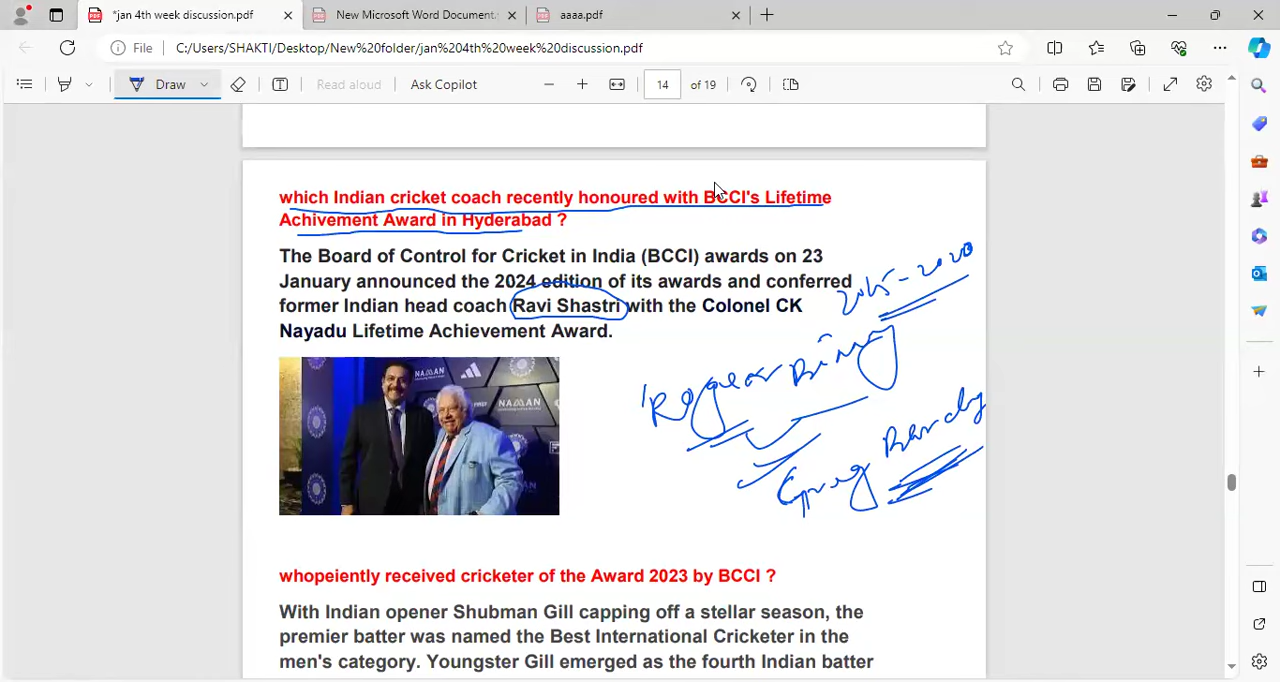 *jan 4th week discussion.pdf
New Microsoft Word Document.
aaaa.pdf
File
C:/Users/SHAKTI/Desktop/New%20folder/jan%204th%20week%20discussion.pdf
Draw
Read aloud
Ask Copilot
14 of 19
which Indian cricket coach recently honoured with BCCI's Lifetime
Achivement Award in Hyderabad ?
The Board of Control for Cricket in India (BCCI) awards on 23
January announced the 2024 edition of its awards and conferred
former Indian head coach Ravi Shastri with the Colonel CK
Nayadu Lifetime Achievement Award.
2020
Binny
Greg
NAMAN
NAMAN
whopeiently received cricketer of the Award 2023 by BCCI ?
With Indian opener Shubman Gill capping off a stellar season, the
premier batter was named the Best International Cricketer in the
men's category. Youngster Gill emerged as the fourth Indian batter